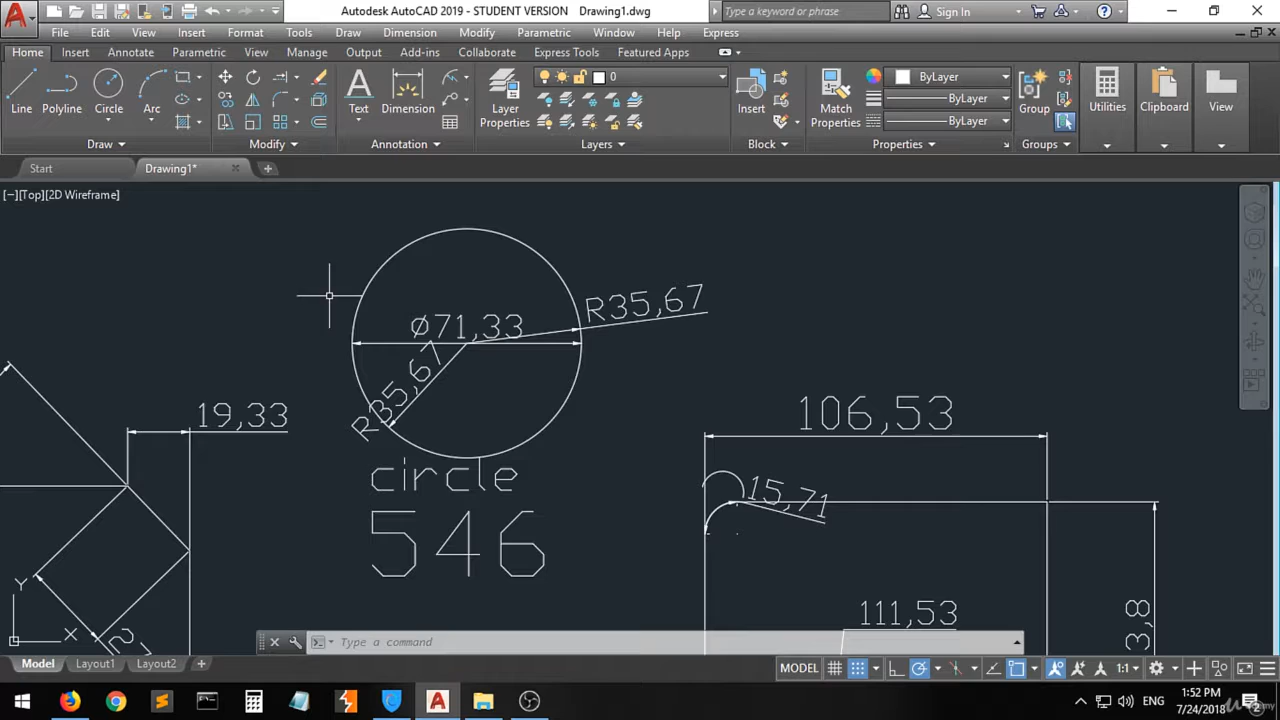 Autodesk AutoCAD 2019 - STUDENT VERSION Drawing1.dwg
Type a keyword or phrase
Sign In
File Edit View Insert Format Tools Draw Dimension Modify Parametric Window Help Express
Home Insert Annotate Parametric View Manage Output Add-ins Collaborate Express Tools Featured Apps
0
ByLayer
Line Polyline Circle Arc
Text Dimension
Layer Properties
Insert
Match Properties
ByLayer
ByLayer
Group
Utilities
Clipboard
View
Draw Modify Annotation Layers Block Properties Groups
Start
Drawing1*
[−][Top][2D Wireframe]
R35,67
ø71,33
R35,67
19,33
106,53
circle
15,71
546
111,53
3,8
Y
X
Type a command
Model Layout1 Layout2
MODEL
1:1
ENG
1:52 PM
7/24/2018
2